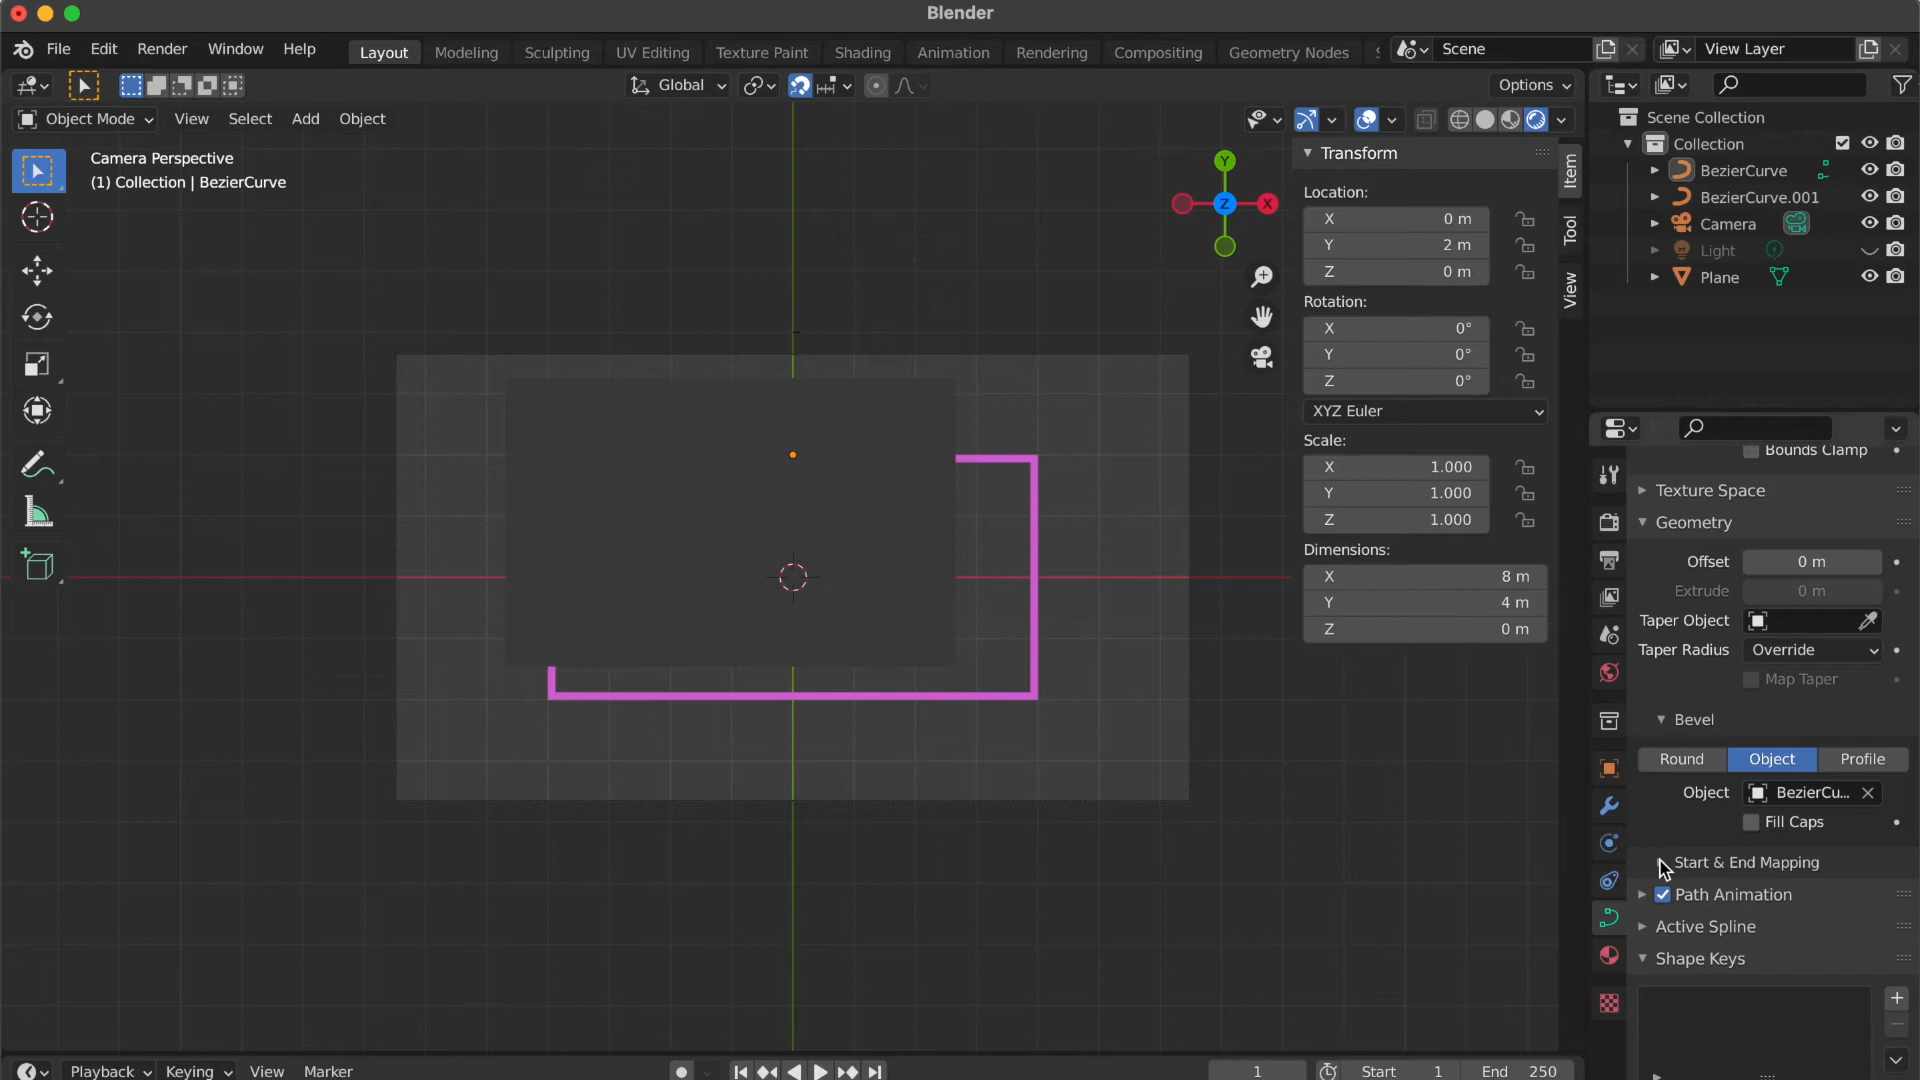 Blender
File Edit Render Window Help Layout Modeling Sculpting UV Editing Texture Paint Shading Animation Rendering Compositing Geometry Nodes Scene View Layer
Global Options
Object Mode View Select Add Object
Camera Perspective
(1) Collection | BezierCurve
Y
Z X
Transform
Location:
X 0 m
Y 2 m
Z 0 m
Rotation:
X 0°
Y 0°
Z 0°
XYZ Euler
Scale:
X 1.000
Y 1.000
Z 1.000
Dimensions:
X 8 m
Y 4 m
Z 0 m
Item
Tool
View
Scene Collection
Collection
BezierCurve
BezierCurve.001
Camera
Light
Plane
Bounds Clamp
Texture Space
Geometry
Offset 0 m
Extrude 0 m
Taper Object
Taper Radius Override
Map Taper
Bevel
Round Object Profile
Object BezierCu...
Fill Caps
Start & End Mapping
Path Animation
Active Spline
Shape Keys
Playback Keying View Marker 1 Start 1 End 250